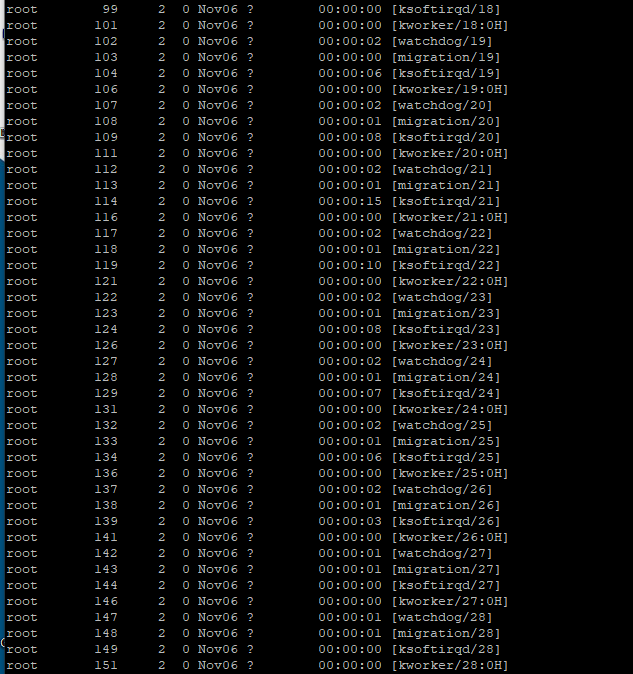 root 99 2 0 Nov06 ? 00:00:00 [ksoftirqd/18]
root 101 2 0 Nov06 ? 00:00:00 [kworker/18:0H]
root 102 2 0 Nov06 ? 00:00:02 [watchdog/19]
root 103 2 0 Nov06 ? 00:00:00 [migration/19]
root 104 2 0 Nov06 ? 00:00:06 [ksoftirqd/19]
root 106 2 0 Nov06 ? 00:00:00 [kworker/19:0H]
root 107 2 0 Nov06 ? 00:00:02 [watchdog/20]
root 108 2 0 Nov06 ? 00:00:01 [migration/20]
root 109 2 0 Nov06 ? 00:00:08 [ksoftirqd/20]
root 111 2 0 Nov06 ? 00:00:00 [kworker/20:0H]
root 112 2 0 Nov06 ? 00:00:02 [watchdog/21]
root 113 2 0 Nov06 ? 00:00:01 [migration/21]
root 114 2 0 Nov06 ? 00:00:15 [ksoftirqd/21]
root 116 2 0 Nov06 ? 00:00:00 [kworker/21:0H]
root 117 2 0 Nov06 ? 00:00:02 [watchdog/22]
root 118 2 0 Nov06 ? 00:00:01 [migration/22]
root 119 2 0 Nov06 ? 00:00:10 [ksoftirqd/22]
root 121 2 0 Nov06 ? 00:00:00 [kworker/22:0H]
root 122 2 0 Nov06 ? 00:00:02 [watchdog/23]
root 123 2 0 Nov06 ? 00:00:01 [migration/23]
root 124 2 0 Nov06 ? 00:00:08 [ksoftirqd/23]
root 126 2 0 Nov06 ? 00:00:00 [kworker/23:0H]
root 127 2 0 Nov06 ? 00:00:02 [watchdog/24]
root 128 2 0 Nov06 ? 00:00:01 [migration/24]
root 129 2 0 Nov06 ? 00:00:07 [ksoftirqd/24]
root 131 2 0 Nov06 ? 00:00:00 [kworker/24:0H]
root 132 2 0 Nov06 ? 00:00:02 [watchdog/25]
root 133 2 0 Nov06 ? 00:00:01 [migration/25]
root 134 2 0 Nov06 ? 00:00:06 [ksoftirqd/25]
root 136 2 0 Nov06 ? 00:00:00 [kworker/25:0H]
root 137 2 0 Nov06 ? 00:00:02 [watchdog/26]
root 138 2 0 Nov06 ? 00:00:01 [migration/26]
root 139 2 0 Nov06 ? 00:00:03 [ksoftirqd/26]
root 141 2 0 Nov06 ? 00:00:00 [kworker/26:0H]
root 142 2 0 Nov06 ? 00:00:01 [watchdog/27]
root 143 2 0 Nov06 ? 00:00:01 [migration/27]
root 144 2 0 Nov06 ? 00:00:00 [ksoftirqd/27]
root 146 2 0 Nov06 ? 00:00:00 [kworker/27:0H]
root 147 2 0 Nov06 ? 00:00:01 [watchdog/28]
root 148 2 0 Nov06 ? 00:00:01 [migration/28]
root 149 2 0 Nov06 ? 00:00:00 [ksoftirqd/28]
root 151 2 0 Nov06 ? 00:00:00 [kworker/28:0H]